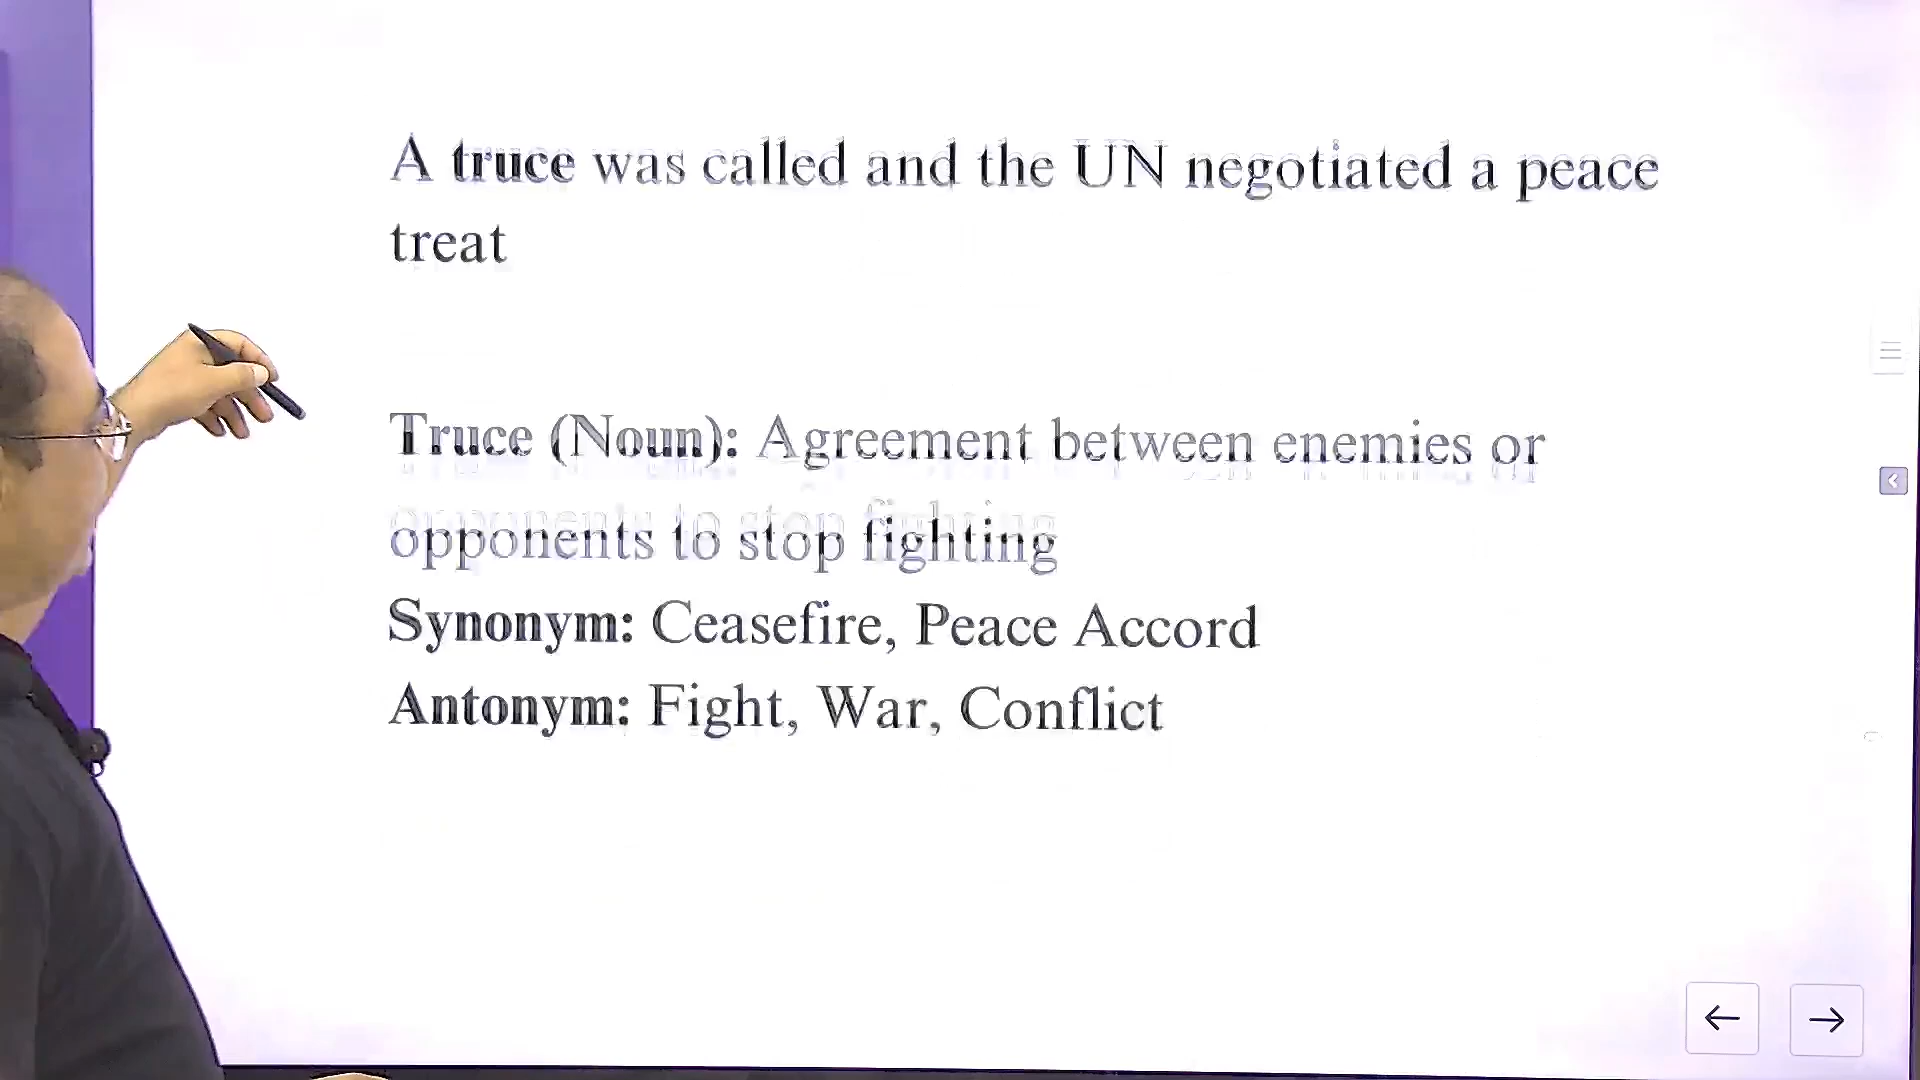 A truce was called and the UN negotiated a peace
treat
Truce (Noun): Agreement between enemies or
opponents to stop fighting
Synonym: Ceasefire, Peace Accord
Antonym: Fight, War, Conflict